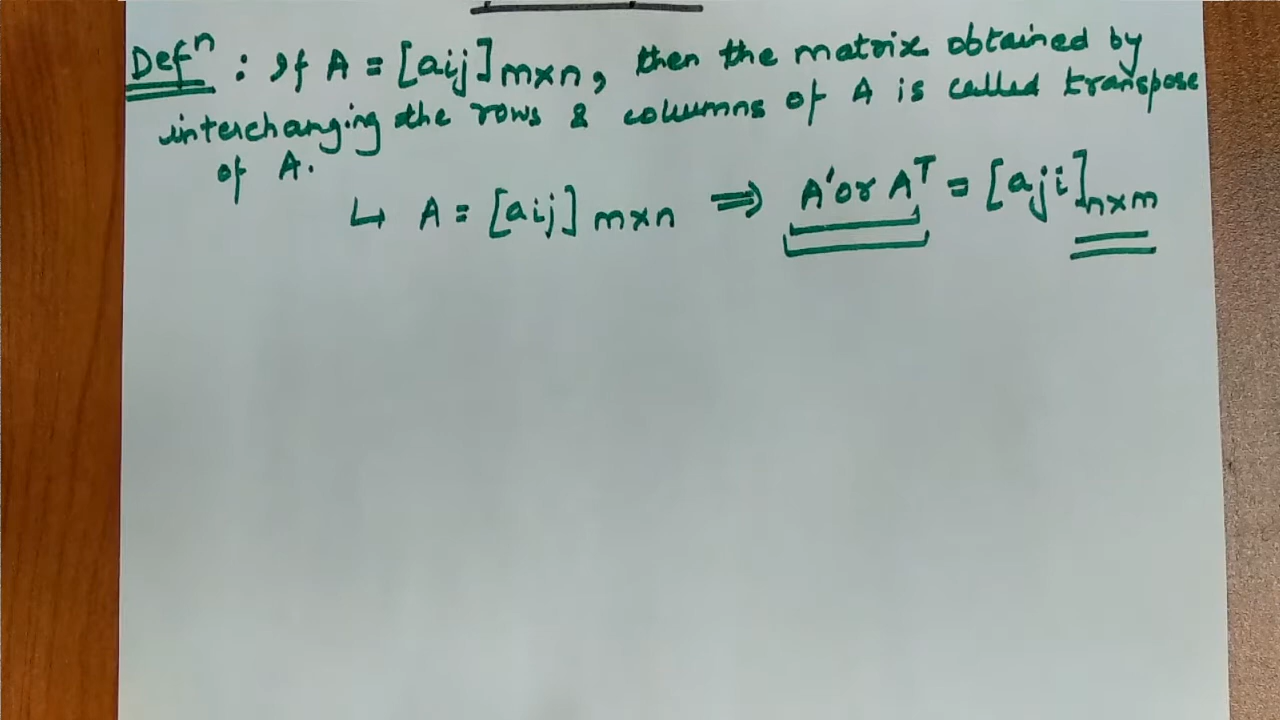 Defⁿ : If A = [aij]m×n, then the matrix obtained by
interchanging the rows & columns of A is called transpose
of A.
↳ A = [aij]m×n ⇒ A' or Aᵀ = [aji]n×m